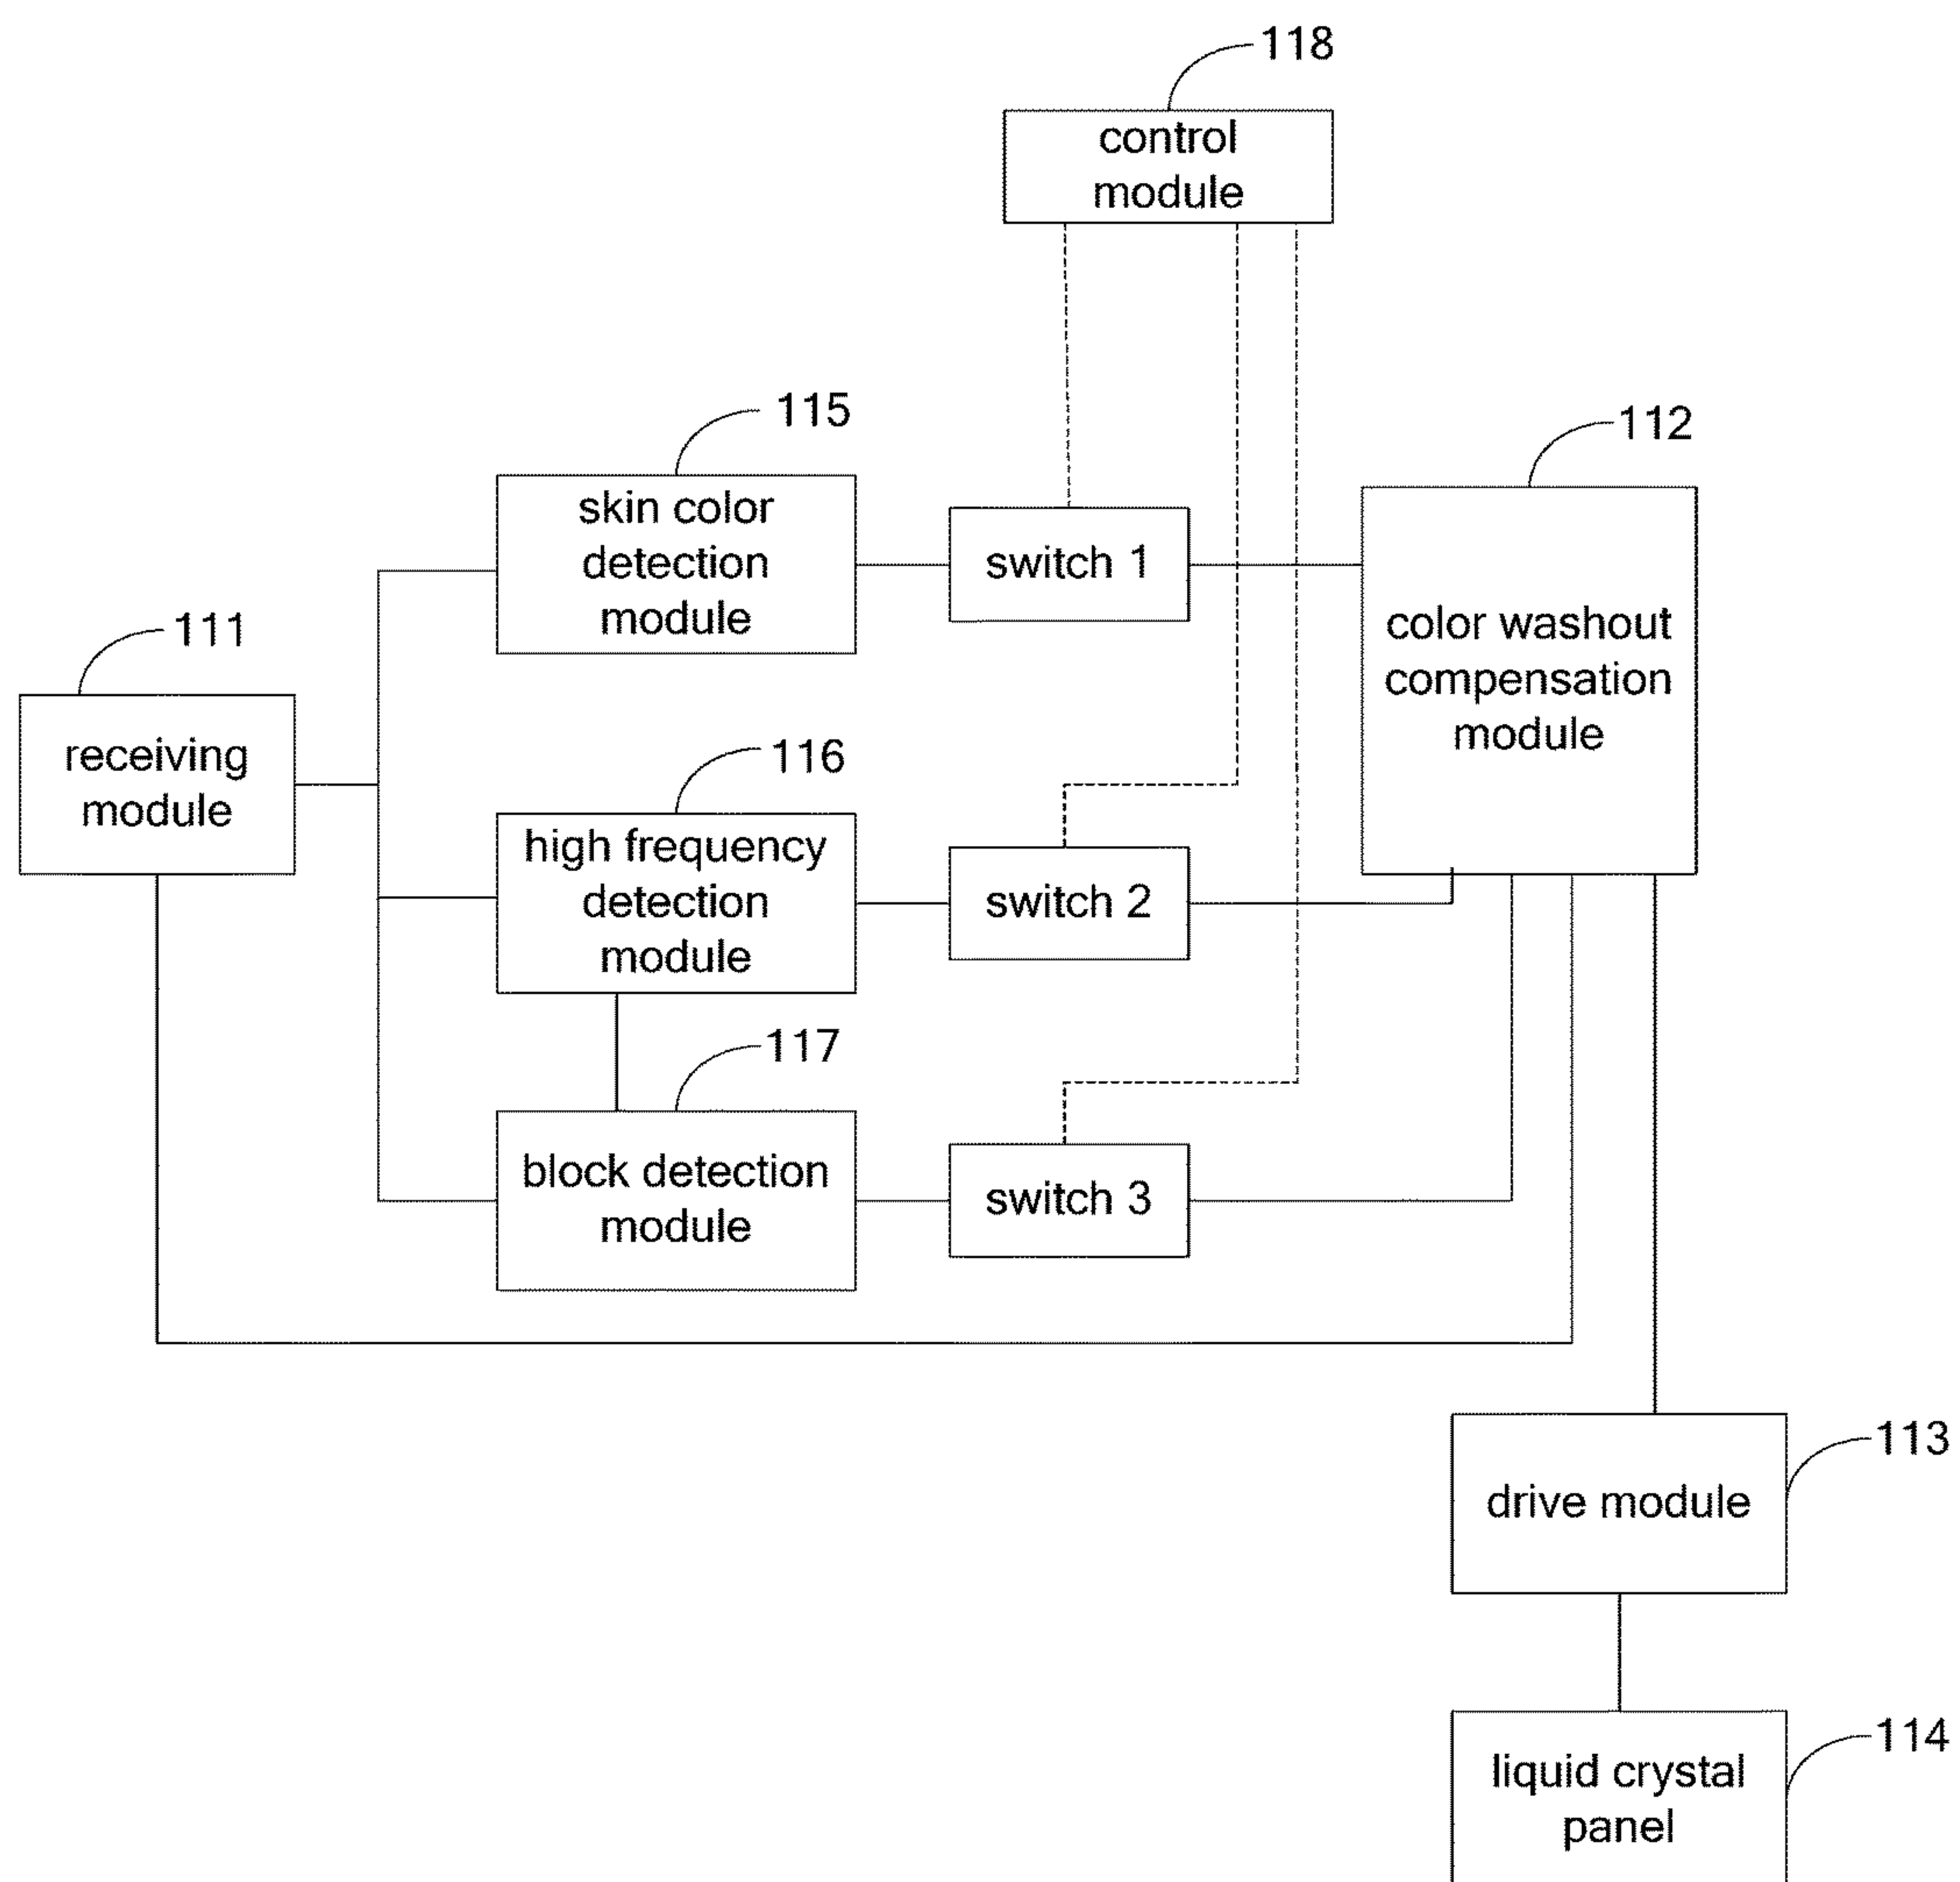 118
control
module
115
skin color
detection
module
switch 1
112
color washout
compensation
module
111
receiving
module
116
high frequency
detection
module
switch 2
117
block detection
module
switch 3
113
drive module
114
liquid crystal
panel